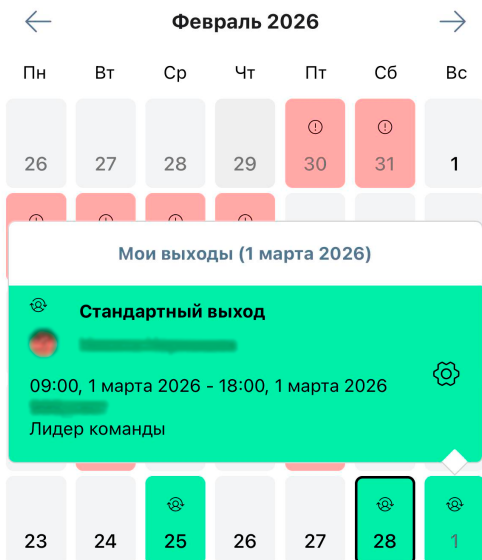 Февраль 2026
Пн Вт Ср Чт Пт Сб Вс
26 27 28 29 30 31 1
Мои выходы (1 марта 2026)
Стандартный выход
09:00, 1 марта 2026 - 18:00, 1 марта 2026
Лидер команды
23 24 25 26 27 28 1